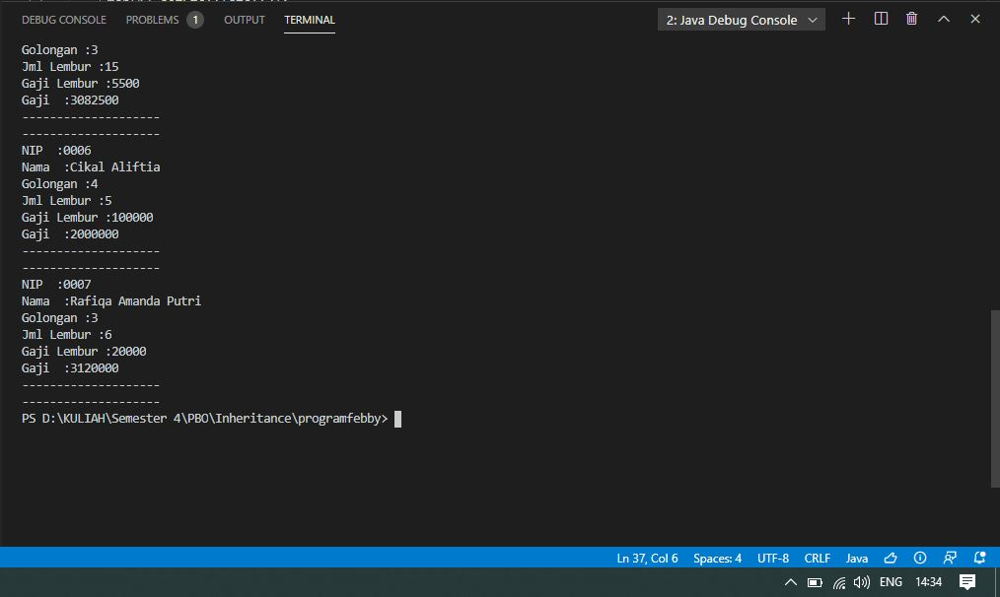 DEBUG CONSOLE PROBLEMS 1 OUTPUT TERMINAL 2: Java Debug Console
Golongan :3
Jml Lembur :15
Gaji Lembur :5500
Gaji  :3082500
--------------------
--------------------
NIP  :0006
Nama  :Cikal Aliftia
Golongan :4
Jml Lembur :5
Gaji Lembur :100000
Gaji  :2000000
--------------------
--------------------
NIP  :0007
Nama  :Rafiqa Amanda Putri
Golongan :3
Jml Lembur :6
Gaji Lembur :20000
Gaji  :3120000
--------------------
--------------------
PS D:\KULIAH\Semester 4\PBO\Inheritance\programfebby>
Ln 37, Col 6 Spaces: 4 UTF-8 CRLF Java
ENG 14:34